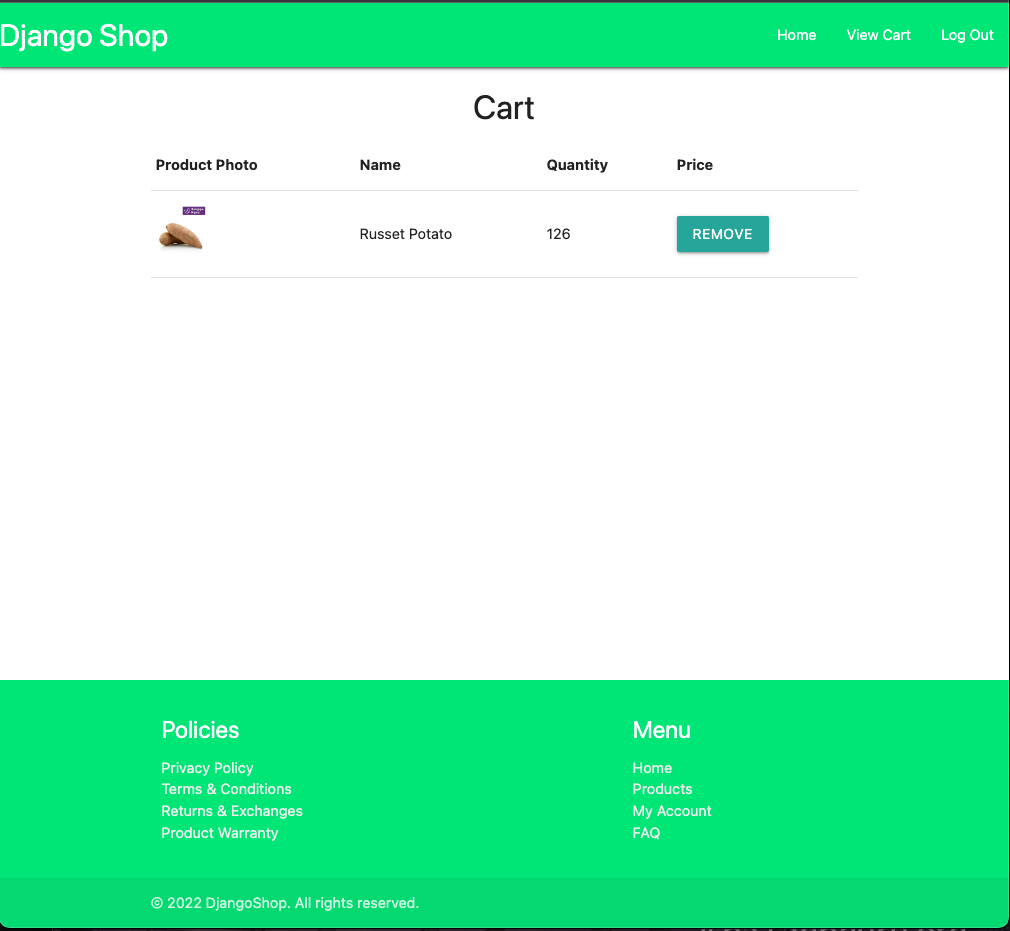 Django Shop
Home View Cart Log Out
Cart
Product Photo Name Quantity Price
Russet Potato 126 REMOVE
Policies Menu
Privacy Policy Home
Terms & Conditions Products
Returns & Exchanges My Account
Product Warranty FAQ
© 2022 DjangoShop. All rights reserved.